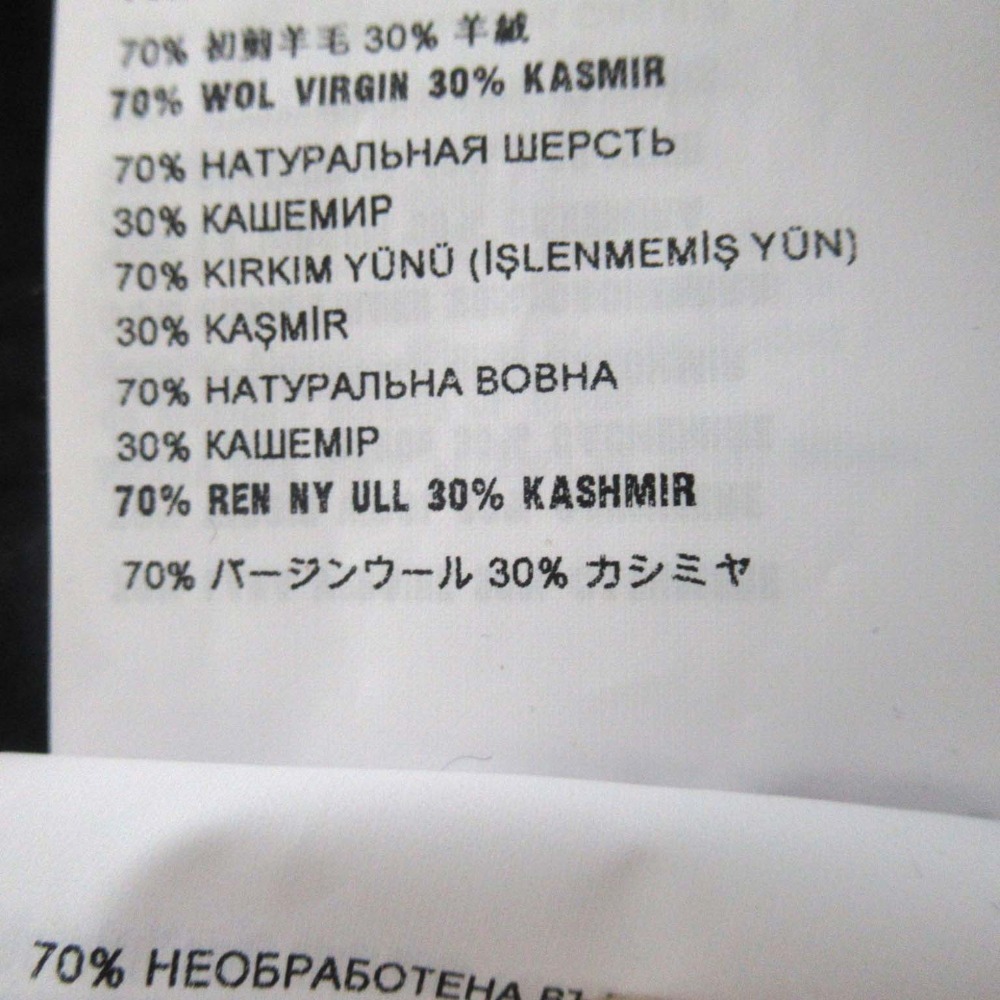 70% 初剪羊毛 30% 羊絨
70% WOL VIRGIN 30% KASMIR
70% НАТУРАЛЬНАЯ ШЕРСТЬ
30% КАШЕМИР
70% KIRKIM YÜNÜ (İŞLENMEMİŞ YÜN)
30% KAŞMİR
70% НАТУРАЛЬНА ВОВНА
30% КАШЕМІР
70% REN NY ULL 30% KASHMIR
70% バージンウール 30% カシミヤ
70% НЕОБРАБОТЕНА